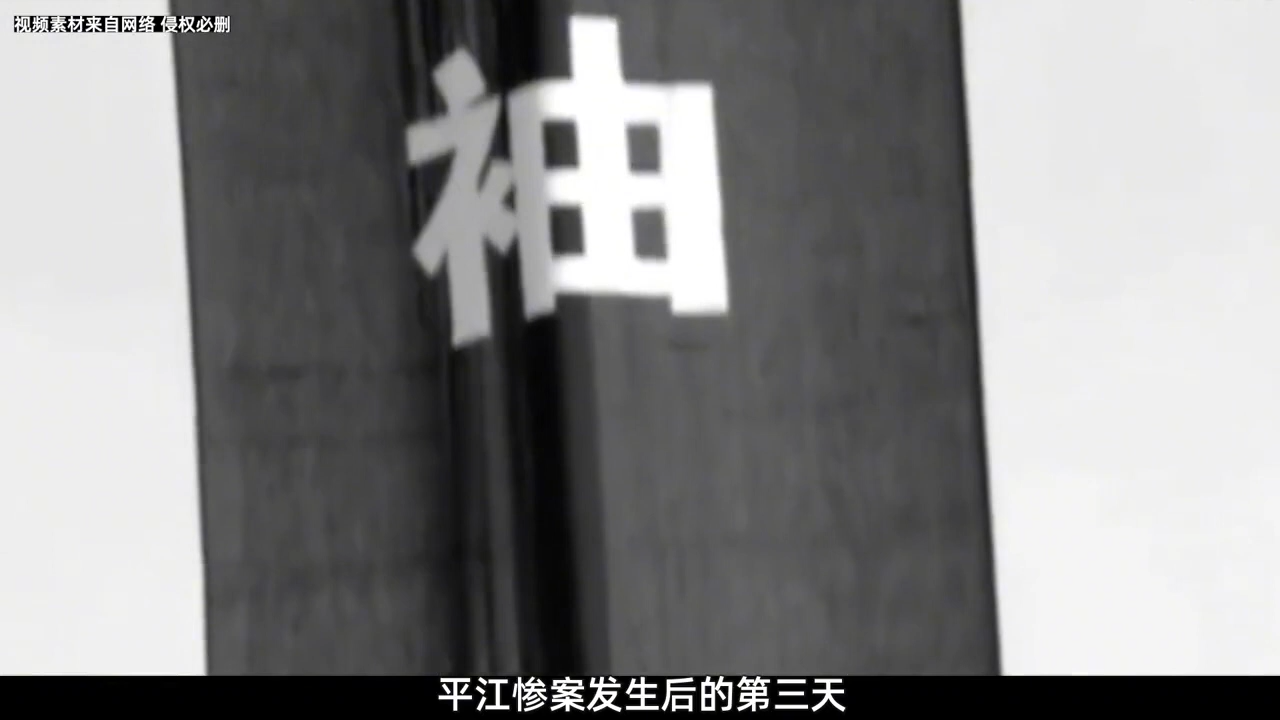 视频素材来自网络 侵权必删
袖
平江惨案发生后的第三天